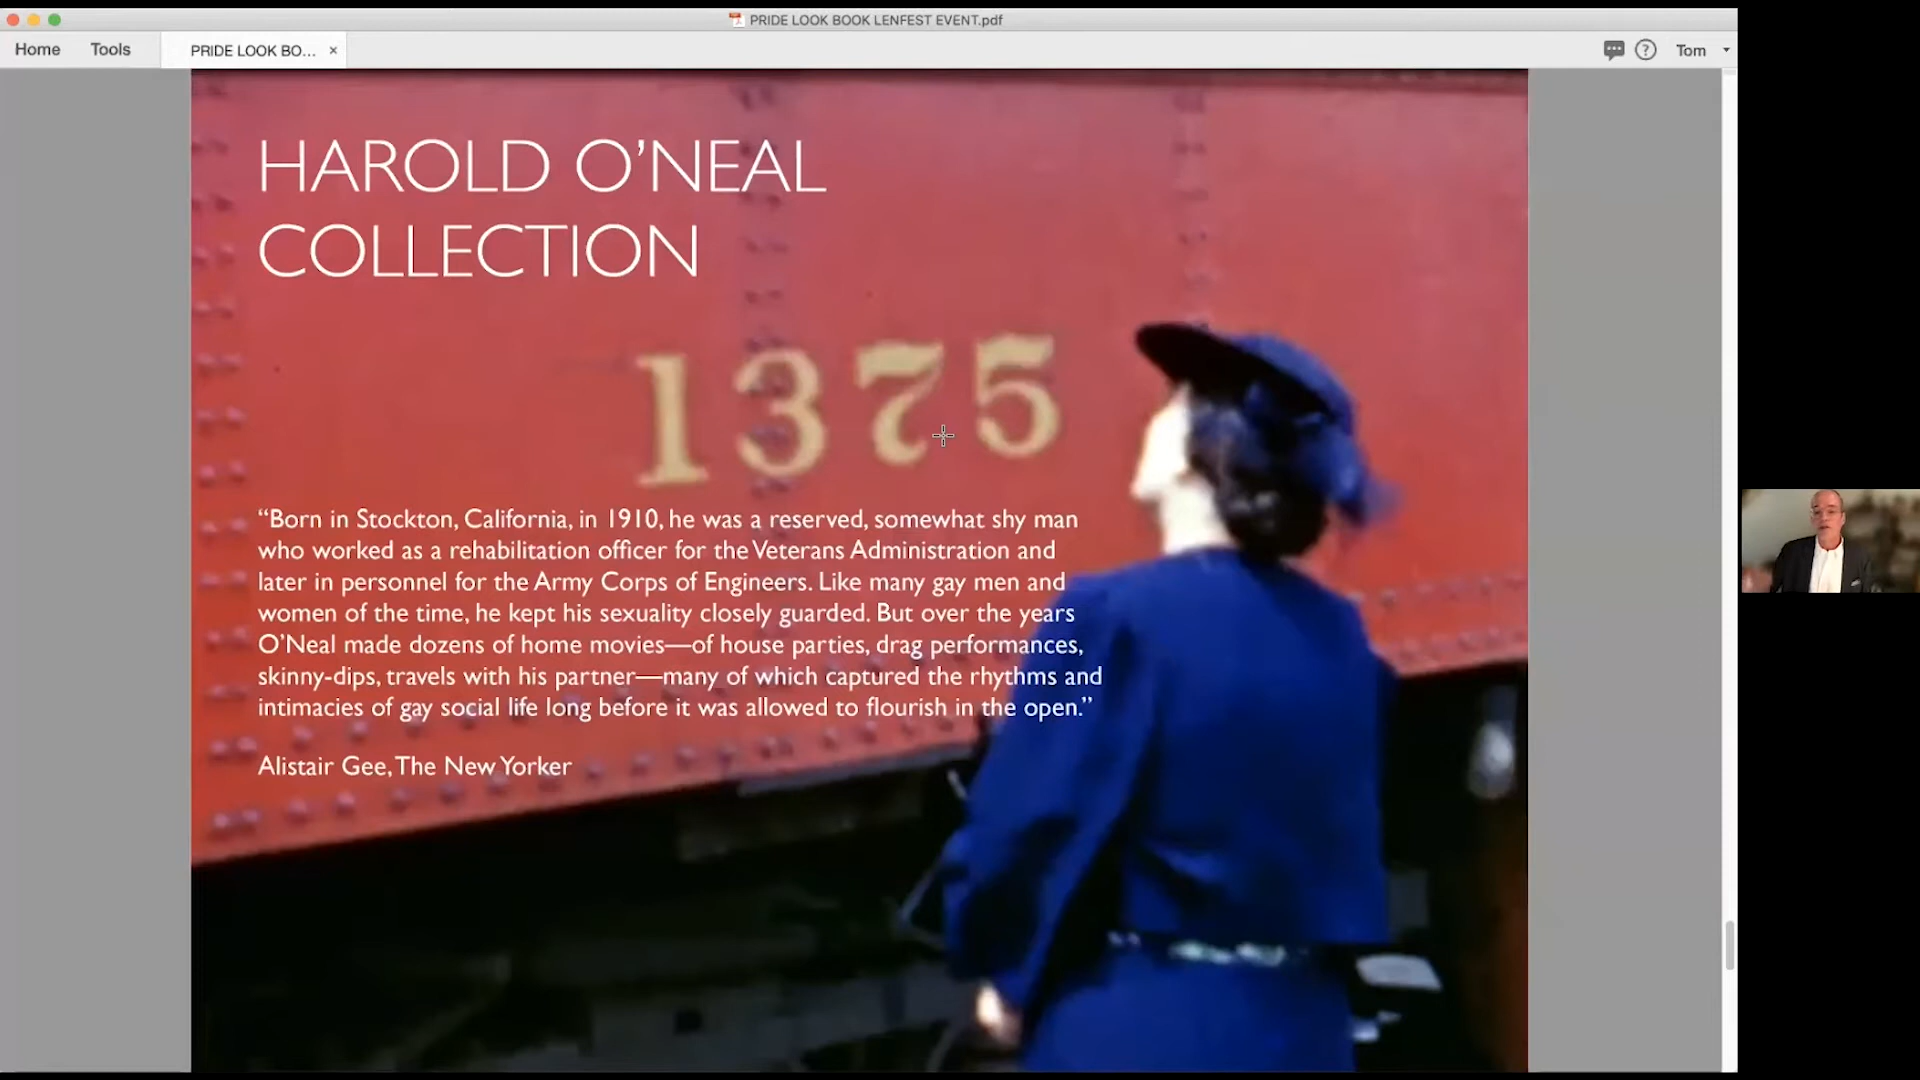 PRIDE LOOK BOOK LENFEST EVENT.pdf
Home Tools PRIDE LOOK BO... × ? Tom
HAROLD O’NEAL
COLLECTION
1375
“Born in Stockton, California, in 1910, he was a reserved, somewhat shy man
who worked as a rehabilitation officer for the Veterans Administration and
later in personnel for the Army Corps of Engineers. Like many gay men and
women of the time, he kept his sexuality closely guarded. But over the years
O’Neal made dozens of home movies—of house parties, drag performances,
skinny-dips, travels with his partner—many of which captured the rhythms and
intimacies of gay social life long before it was allowed to flourish in the open.”
Alistair Gee, The New Yorker